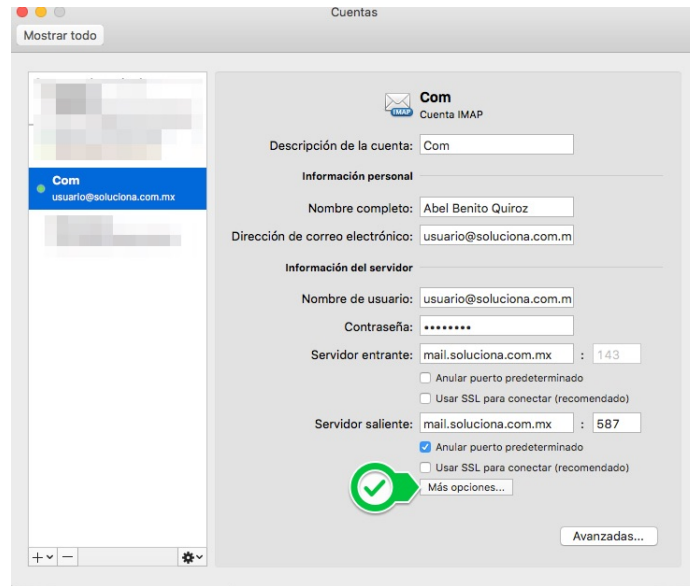 Cuentas
Mostrar todo
Com
usuario@soluciona.com.mx
IMAP
Com
Cuenta IMAP
Descripción de la cuenta: Com
Información personal
Nombre completo: Abel Benito Quiroz
Dirección de correo electrónico: usuario@soluciona.com.m
Información del servidor
Nombre de usuario: usuario@soluciona.com.m
Contraseña: ••••••••
Servidor entrante: mail.soluciona.com.mx : 143
Anular puerto predeterminado
Usar SSL para conectar (recomendado)
Servidor saliente: mail.soluciona.com.mx : 587
Anular puerto predeterminado
Usar SSL para conectar (recomendado)
Más opciones...
Avanzadas...